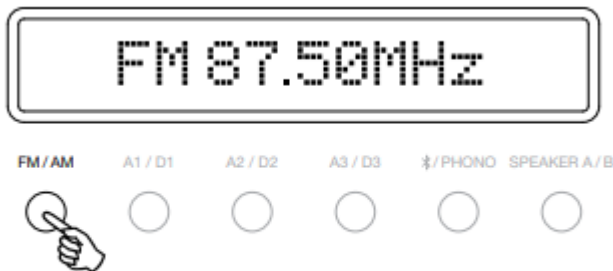 FM 87.50MHz
FM / AM A1 / D1 A2 / D2 A3 / D3 ᛒ / PHONO SPEAKER A / B